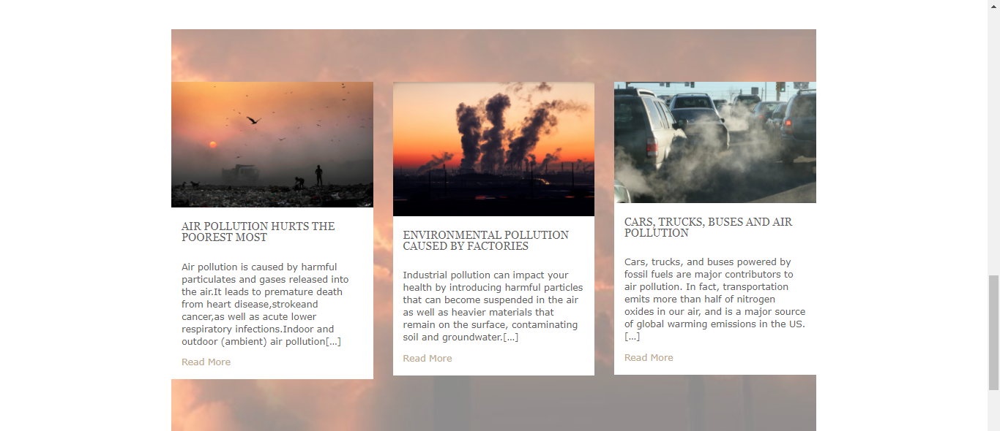 AIR POLLUTION HURTS THE
POOREST MOST
Air pollution is caused by harmful
particulates and gases released into
the air.It leads to premature death
from heart disease,strokeand
cancer,as well as acute lower
respiratory infections.Indoor and
outdoor (ambient) air pollution[...]
Read More
ENVIRONMENTAL POLLUTION
CAUSED BY FACTORIES
Industrial pollution can impact your
health by introducing harmful particles
that can become suspended in the air
as well as heavier materials that
remain on the surface, contaminating
soil and groundwater.[...]
Read More
CARS, TRUCKS, BUSES AND AIR
POLLUTION
Cars, trucks, and buses powered by
fossil fuels are major contributors to
air pollution. In fact, transportation
emits more than half of nitrogen
oxides in our air, and is a major source
of global warming emissions in the US.
[...]
Read More